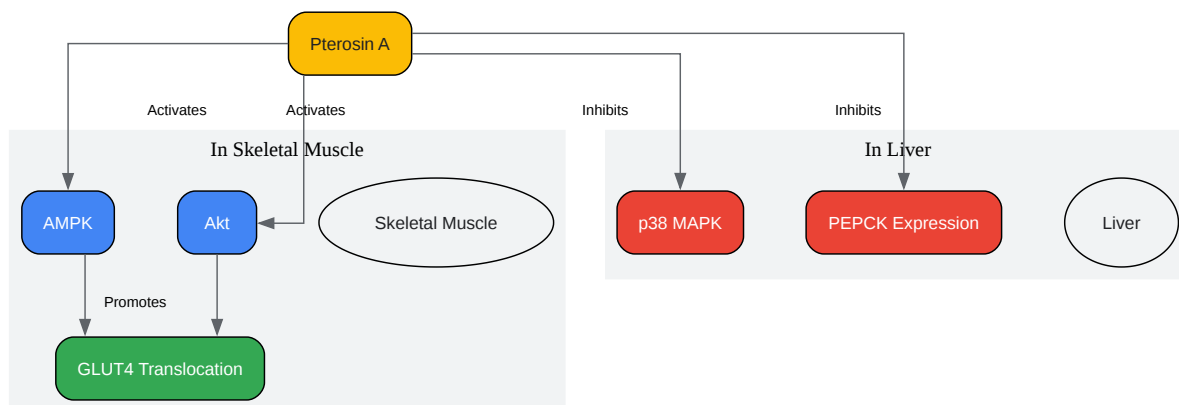 Pterosin A
Activates
Activates
Inhibits
Inhibits
In Skeletal Muscle
In Liver
AMPK
Akt
Skeletal Muscle
p38 MAPK
PEPCK Expression
Liver
Promotes
GLUT4 Translocation